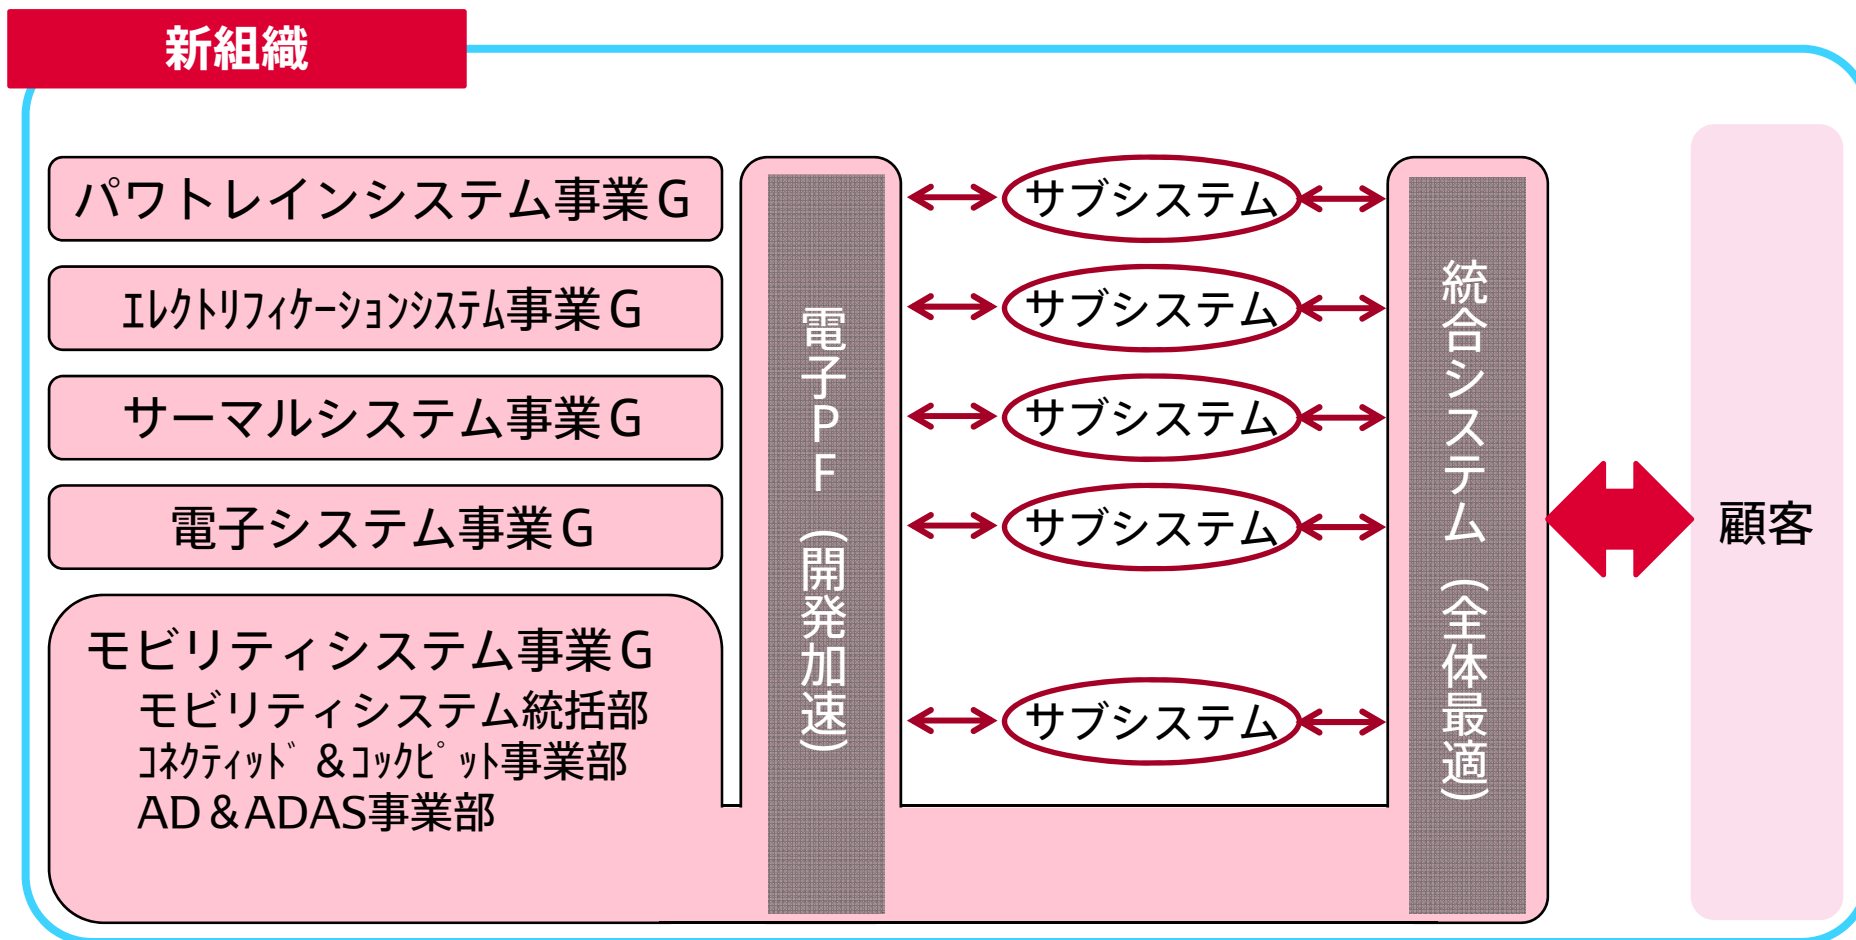 新組織
パワトレインシステム事業G
ｴﾚｸﾄﾘﾌｨｹｰｼｮﾝｼｽﾃﾑ事業G
サーマルシステム事業G
電子システム事業G
モビリティシステム事業G
モビリティシステム統括部
ｺﾈｸﾃｨｯﾄﾞ＆ｺｯｸﾋﾟｯﾄ事業部
AD＆ADAS事業部
電子PF（開発加速）
サブシステム
サブシステム
サブシステム
サブシステム
サブシステム
統合システム（全体最適）
顧客